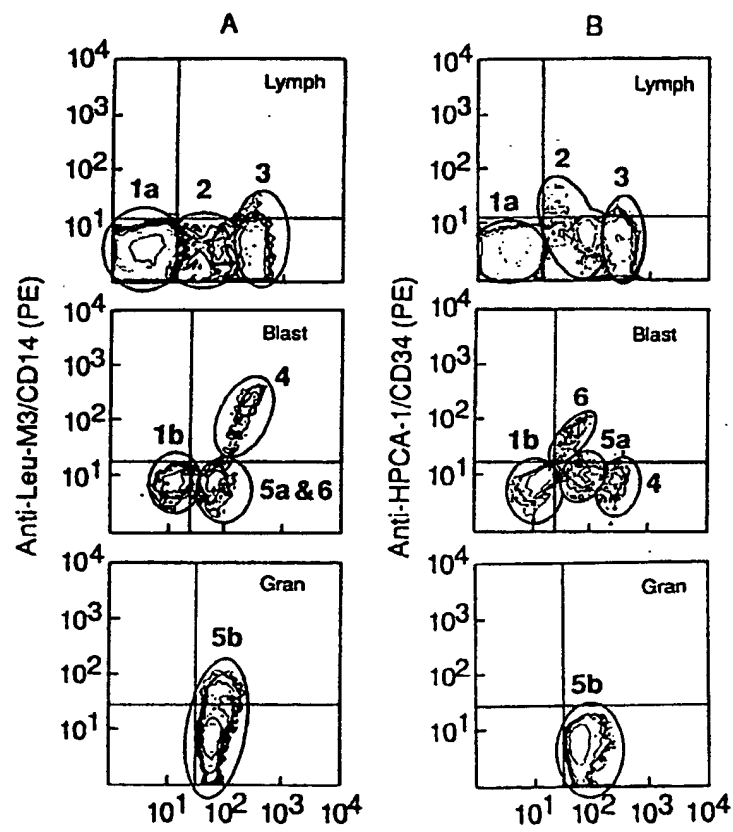 A B
104 Lymph 104 Lymph
103 103
102 102
1a 2 3 1a 2 3
101 101
104 Blast 104 Blast
103 103
4 6
102 102
1b 1b 5a
101 5a & 6 101 4
104 Gran 104 Gran
103 103
5b
102 102
5b
101 101
101 102 103 104 101 102 103 104
Anti-Leu-M3/CD14 (PE)
Anti-HPCA-1/CD34 (PE)